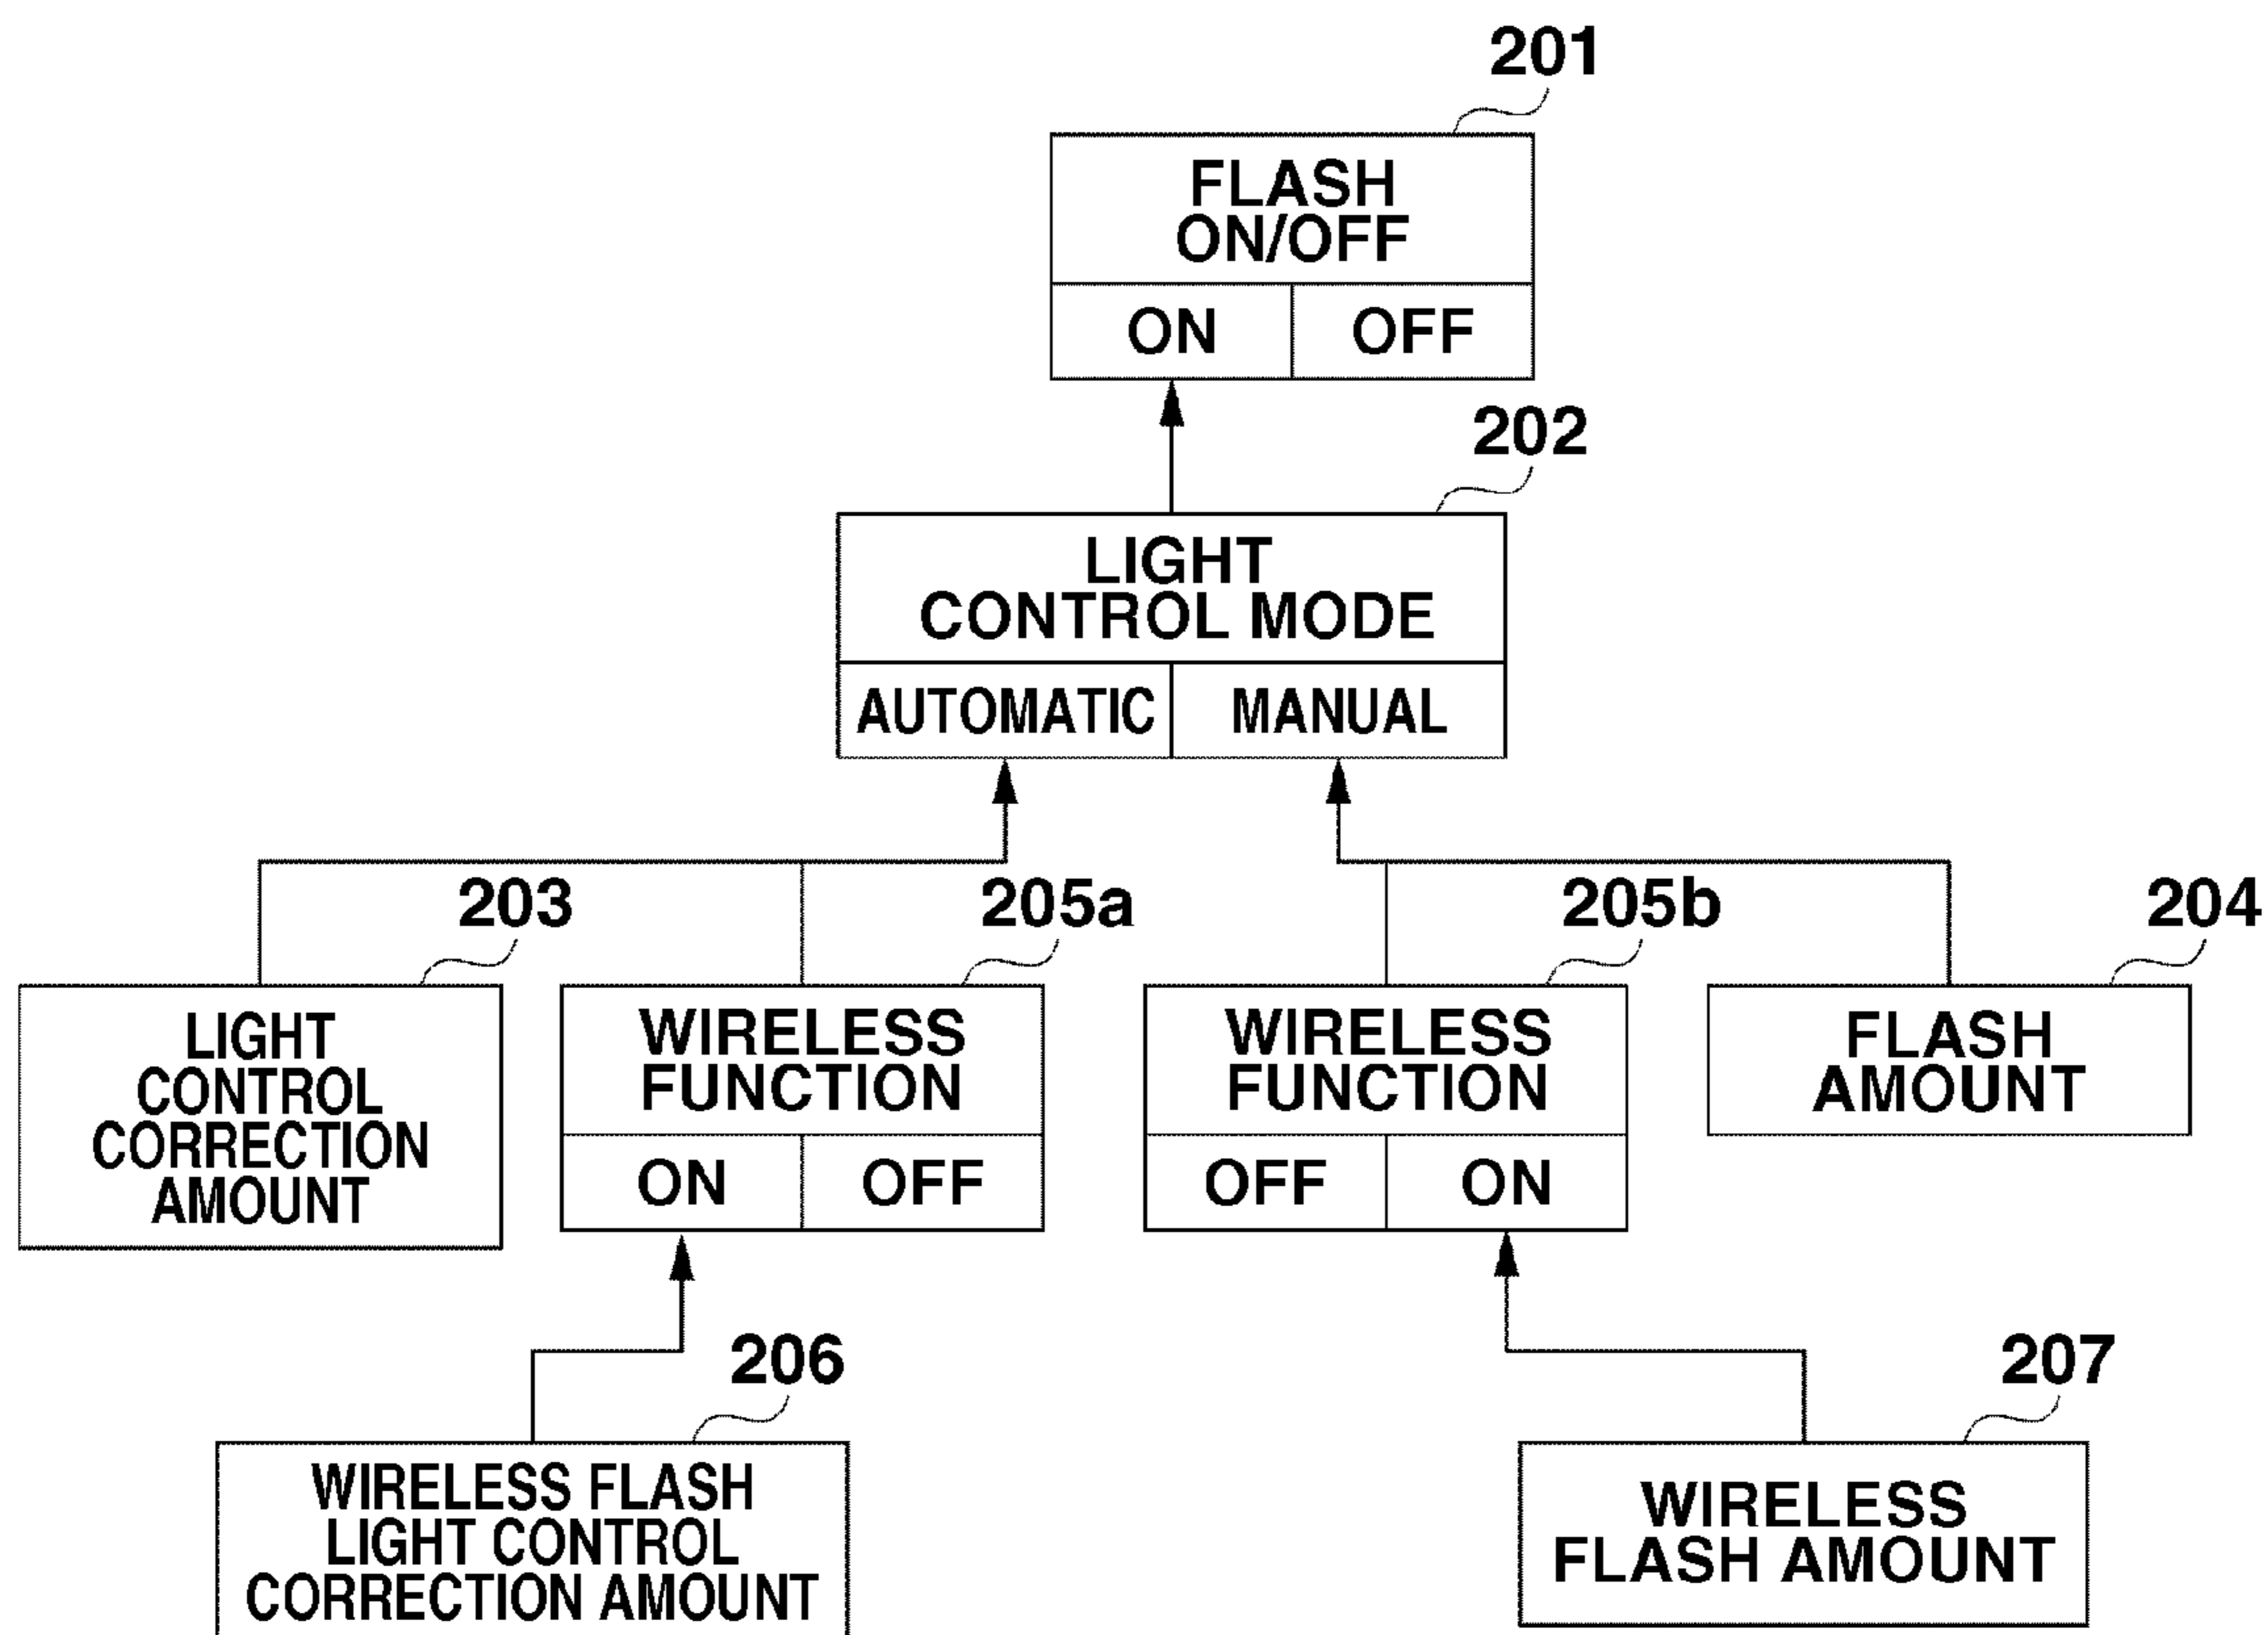 201
FLASH
ON/OFF
ON OFF
202
LIGHT
CONTROL MODE
AUTOMATIC MANUAL
203 205a 205b 204
LIGHT
CONTROL
CORRECTION
AMOUNT
WIRELESS
FUNCTION
ON OFF
WIRELESS
FUNCTION
OFF ON
FLASH
AMOUNT
206
WIRELESS FLASH
LIGHT CONTROL
CORRECTION AMOUNT
207
WIRELESS
FLASH AMOUNT